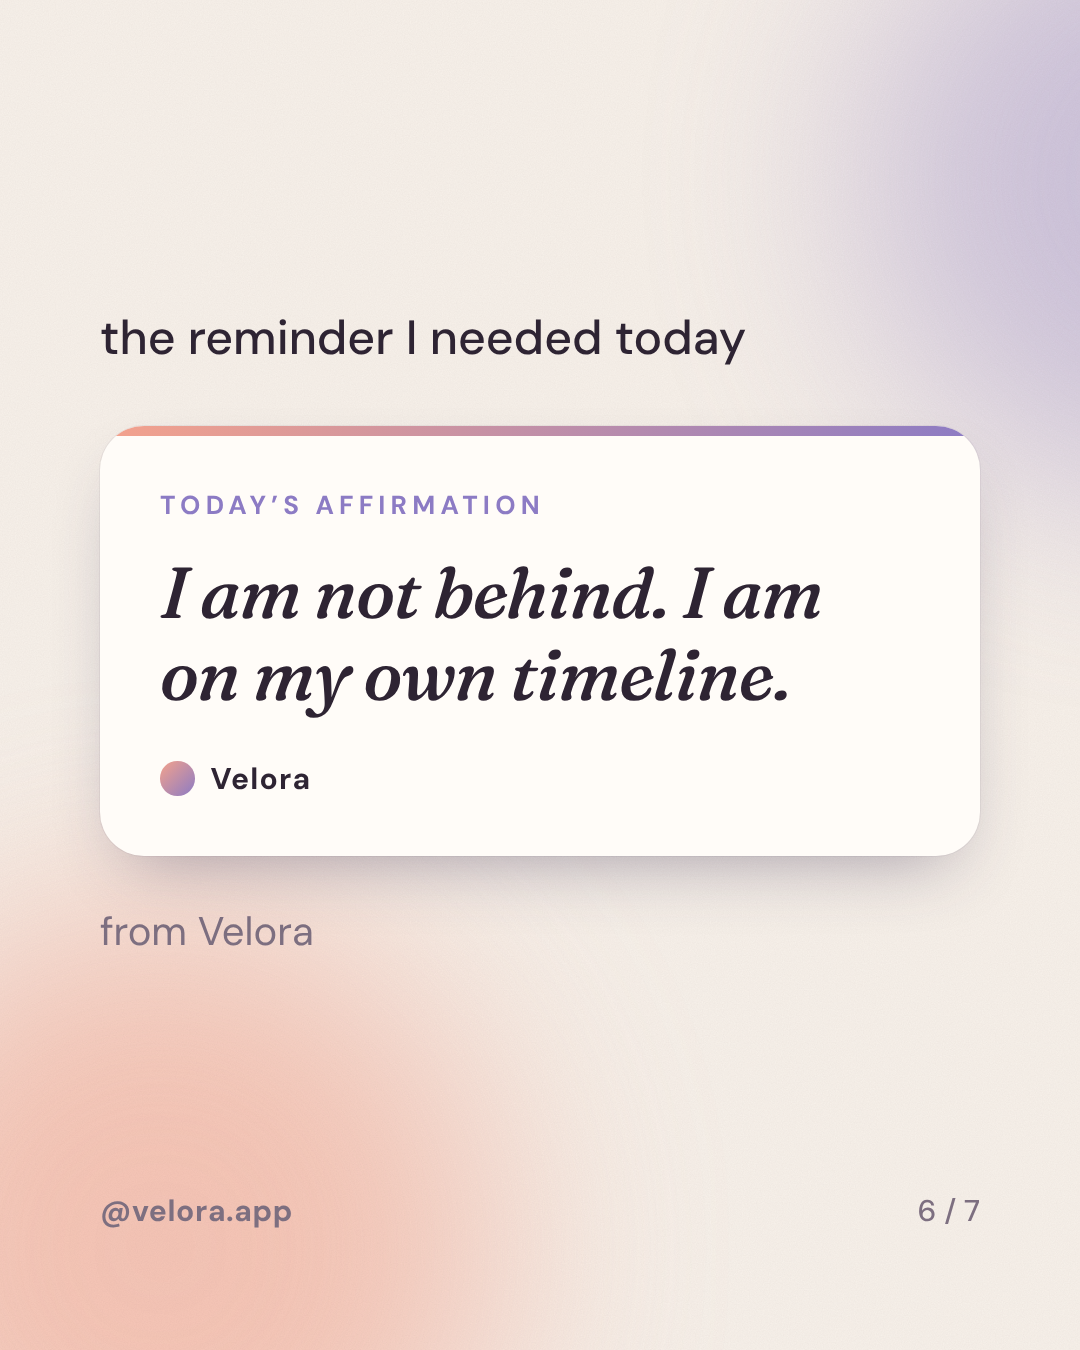 the reminder I needed today
TODAY’S AFFIRMATION
I am not behind. I am
on my own timeline.
Velora
from Velora
@velora.app
6 / 7